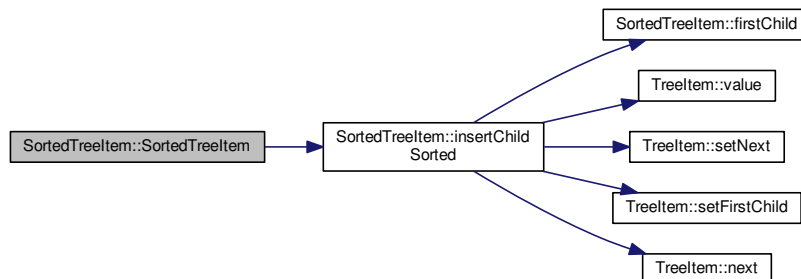 SortedTreeItem::SortedTreeItem
SortedTreeItem::insertChild
Sorted
SortedTreeItem::firstChild
TreeItem::value
TreeItem::setNext
TreeItem::setFirstChild
TreeItem::next